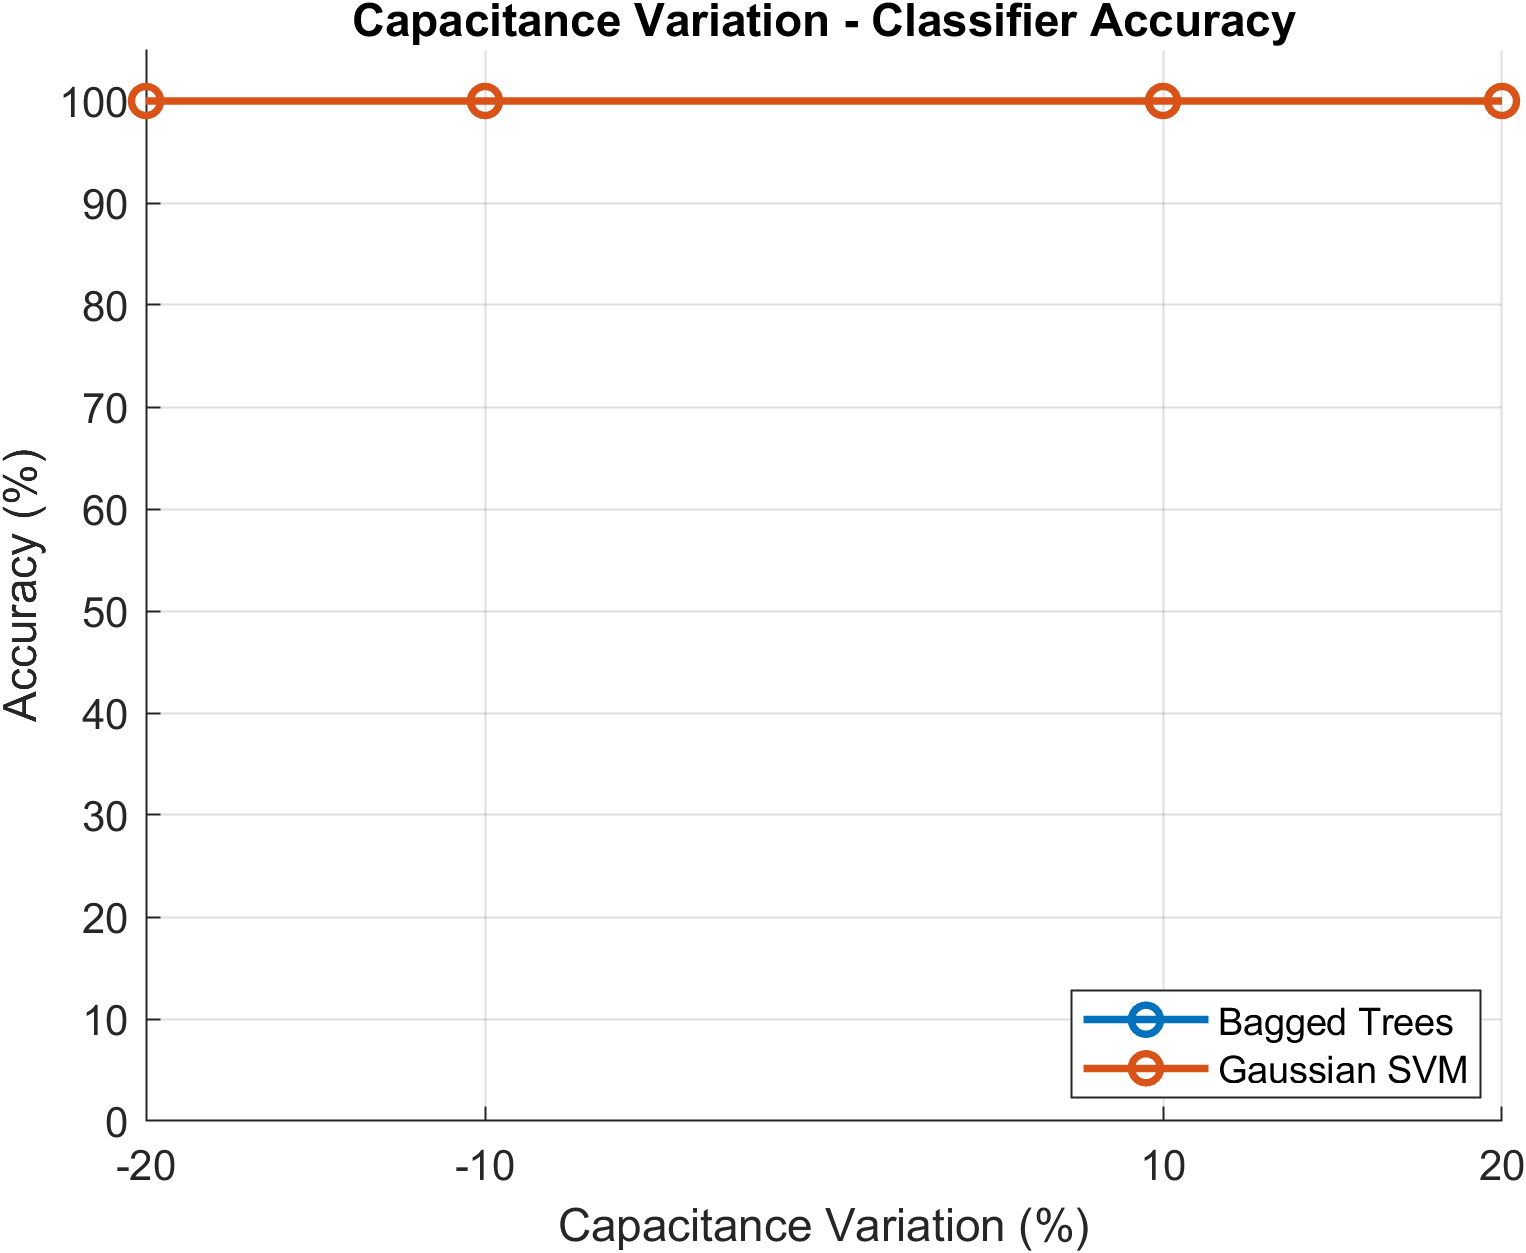 Capacitance Variation - Classifier Accuracy
100
90
80
70
60
50
40
30
20
10
0
Accuracy (%)
Bagged Trees
Gaussian SVM
-20 -10 10 20
Capacitance Variation (%)